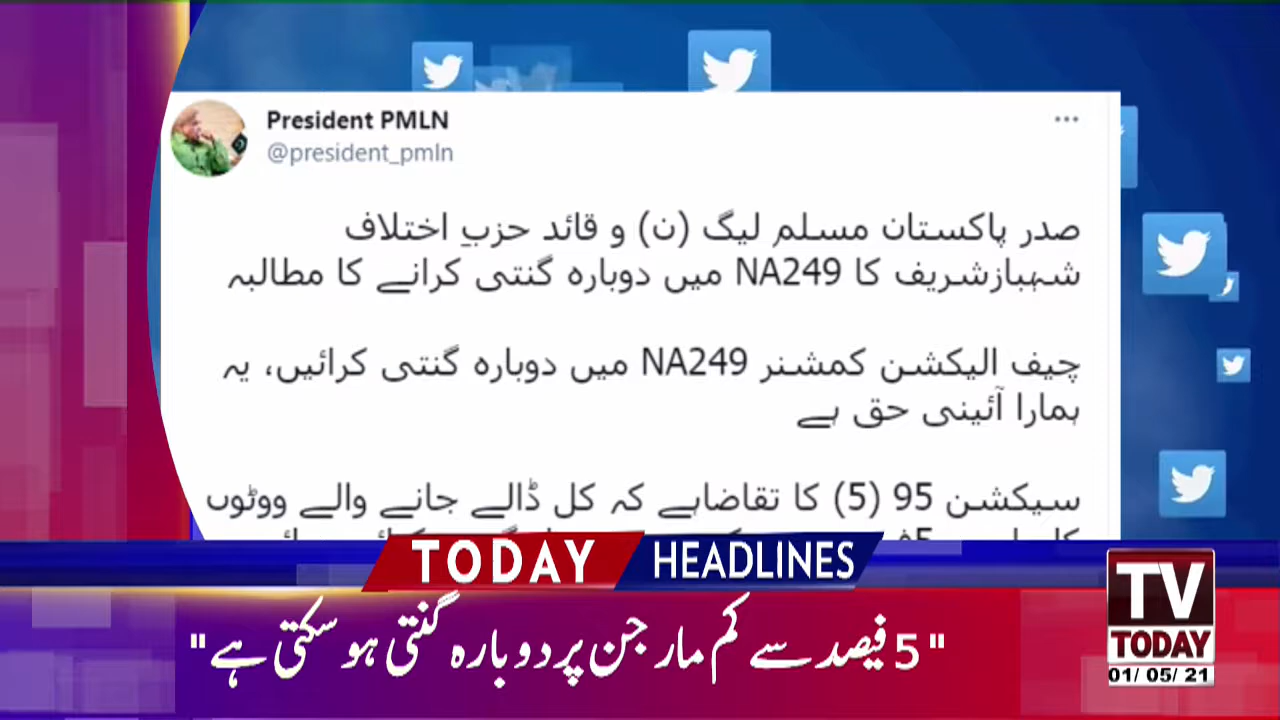 President PMLN
@president_pmln
صدر پاکستان مسلم لیگ (ن) و قائد حزبِ اختلاف
شہبازشریف کا NA249 میں دوبارہ گنتی کرانے کا مطالبہ
چیف الیکشن کمشنر NA249 میں دوبارہ گنتی کرائیں، یہ
ہمارا آئینی حق ہے
سیکشن 95 (5) کا تقاضاہے کہ کل ڈالے جانے والے ووٹوں
TODAY HEADLINES
"5 فیصد سے کم مارجن پر دوبارہ گنتی ہو سکتی ہے"
TV
TODAY
01/ 05/ 21